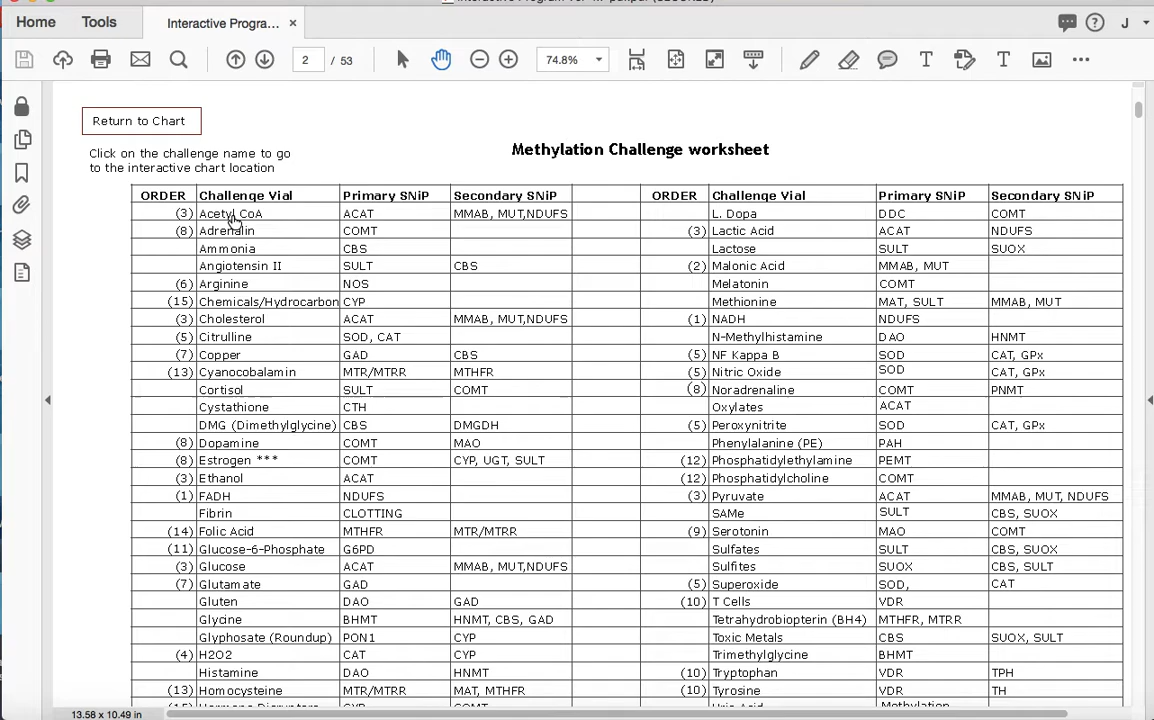 Home Tools Interactive Progra... × J
2 / 53 74.8%
Return to Chart
Click on the challenge name to go
to the interactive chart location
Methylation Challenge worksheet
ORDER Challenge Vial Primary SNiP Secondary SNiP ORDER Challenge Vial Primary SNiP Secondary SNiP
(3) Acetyl CoA ACAT MMAB, MUT,NDUFS L. Dopa DDC COMT
(8) Adrenalin COMT (3) Lactic Acid ACAT NDUFS
Ammonia CBS Lactose SULT SUOX
Angiotensin II SULT CBS (2) Malonic Acid MMAB, MUT
(6) Arginine NOS Melatonin COMT
(15) Chemicals/Hydrocarbon CYP Methionine MAT, SULT MMAB, MUT
(3) Cholesterol ACAT MMAB, MUT,NDUFS (1) NADH NDUFS
(5) Citrulline SOD, CAT N-Methylhistamine DAO HNMT
(7) Copper GAD CBS (5) NF Kappa B SOD CAT, GPx
(13) Cyanocobalamin MTR/MTRR MTHFR (5) Nitric Oxide SOD CAT, GPx
Cortisol SULT COMT (8) Noradrenaline COMT PNMT
Cystathione CTH Oxylates ACAT
DMG (Dimethylglycine) CBS DMGDH (5) Peroxynitrite SOD CAT, GPx
(8) Dopamine COMT MAO Phenylalanine (PE) PAH
(8) Estrogen *** COMT CYP, UGT, SULT (12) Phosphatidylethylamine PEMT
(3) Ethanol ACAT (12) Phosphatidylcholine COMT
(1) FADH NDUFS (3) Pyruvate ACAT MMAB, MUT, NDUFS
Fibrin CLOTTING SAMe SULT CBS, SUOX
(14) Folic Acid MTHFR MTR/MTRR (9) Serotonin MAO COMT
(11) Glucose-6-Phosphate G6PD Sulfates SULT CBS, SUOX
(3) Glucose ACAT MMAB, MUT,NDUFS Sulfites SUOX CBS, SULT
(7) Glutamate GAD (5) Superoxide SOD, CAT
Gluten DAO GAD (10) T Cells VDR
Glycine BHMT HNMT, CBS, GAD Tetrahydrobiopterin (BH4) MTHFR, MTRR
Glyphosate (Roundup) PON1 CYP Toxic Metals CBS SUOX, SULT
(4) H2O2 CAT CYP Trimethylglycine BHMT
Histamine DAO HNMT (10) Tryptophan VDR TPH
(13) Homocysteine MTR/MTRR MAT, MTHFR (10) Tyrosine VDR TH
13.58 x 10.49 in